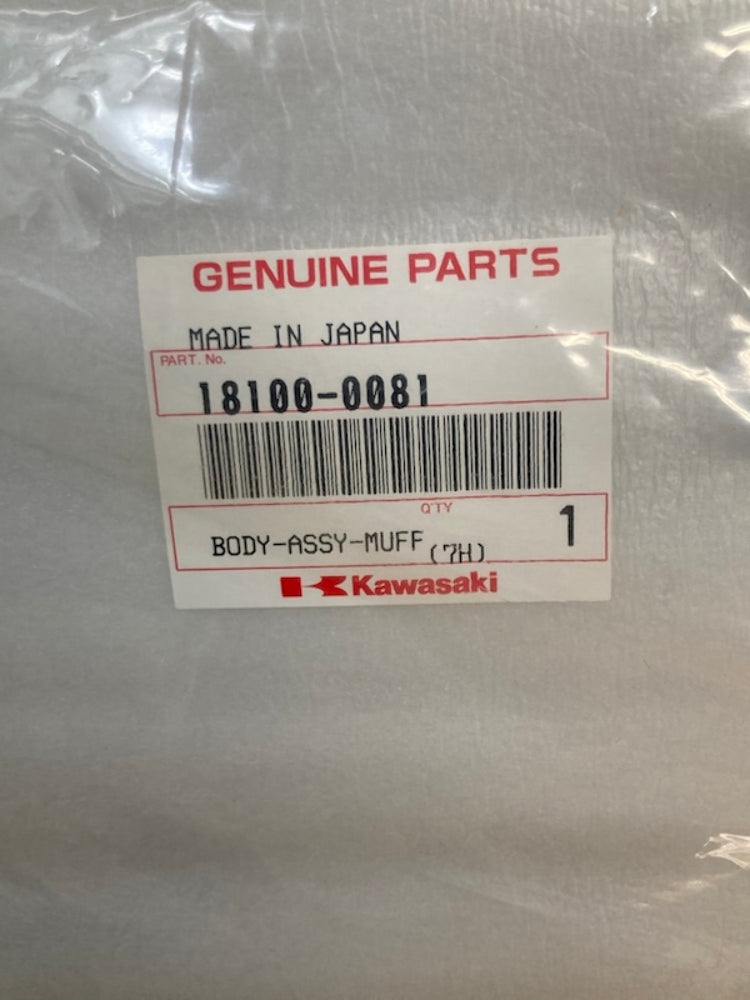 GENUINE PARTS
MADE IN JAPAN
PART. No.
18100-0081
Q'TY
BODY-ASSY-MUFF (7H) 1
Kawasaki